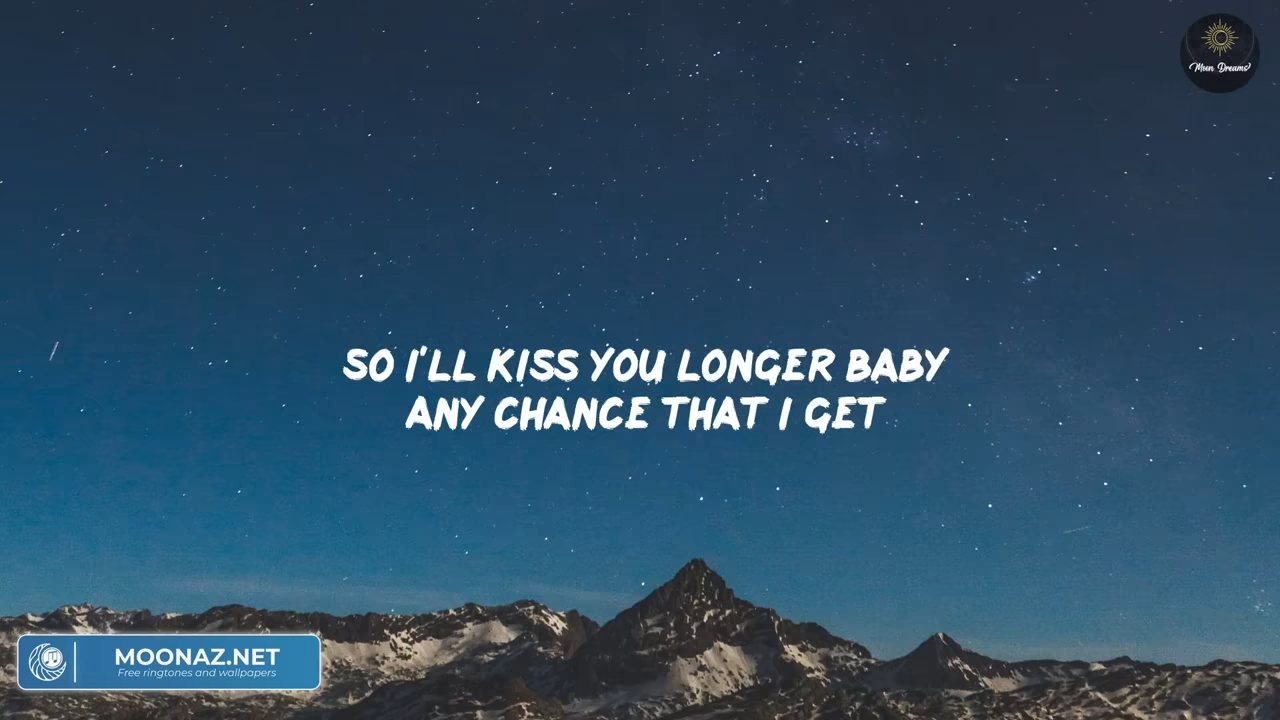 Moon Dreams
SO I'LL KISS YOU LONGER BABY
ANY CHANCE THAT I GET
MOONAZ.NET
Free ringtones and wallpapers